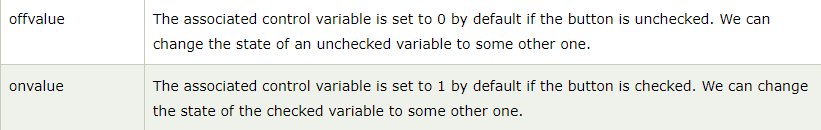 offvalue
The associated control variable is set to 0 by default if the button is unchecked. We can
change the state of an unchecked variable to some other one.
onvalue
The associated control variable is set to 1 by default if the button is checked. We can change
the state of the checked variable to some other one.